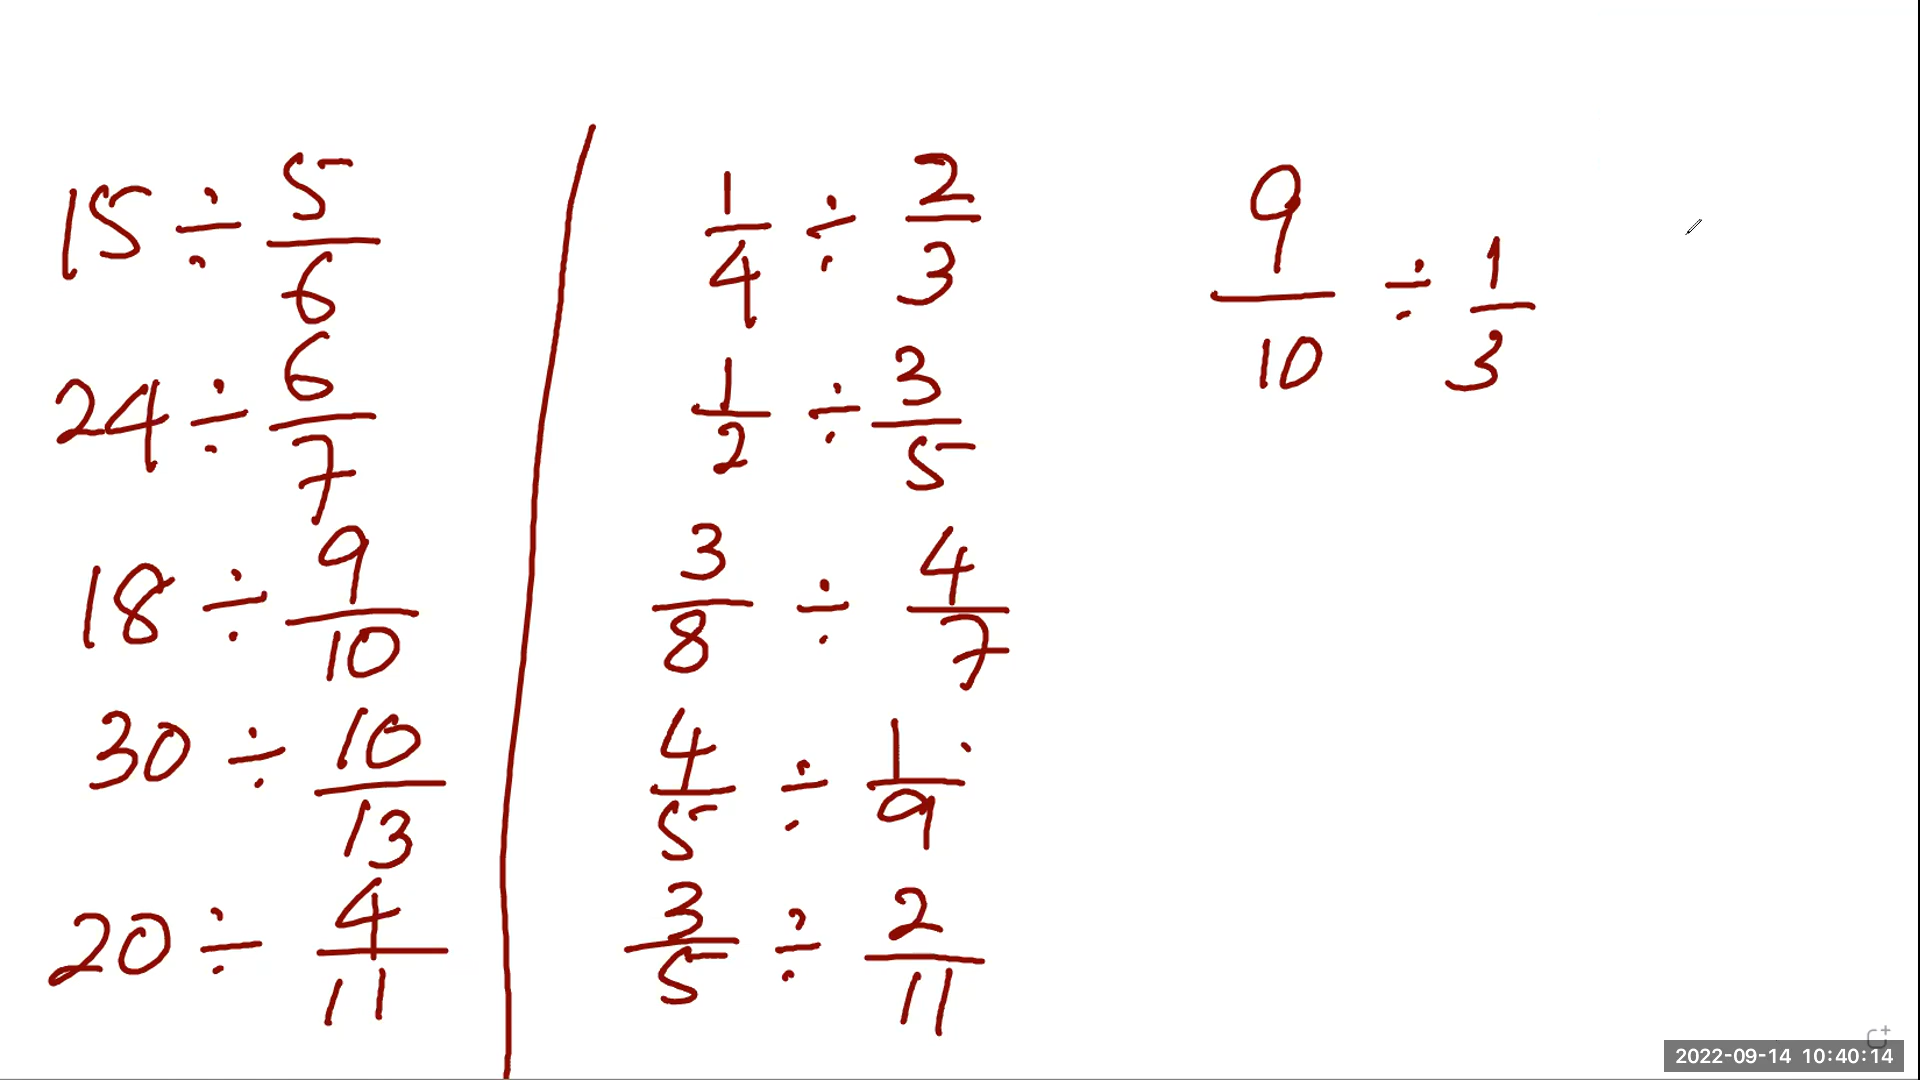 15 ÷ 5/6
24 ÷ 6/7
18 ÷ 9/10
30 ÷ 10/13
20 ÷ 4/11
1/4 ÷ 2/3
1/2 ÷ 3/5
3/8 ÷ 4/7
4/5 ÷ 1/9
3/5 ÷ 2/11
9/10 ÷ 1/3
2022-09-14 10:40:14